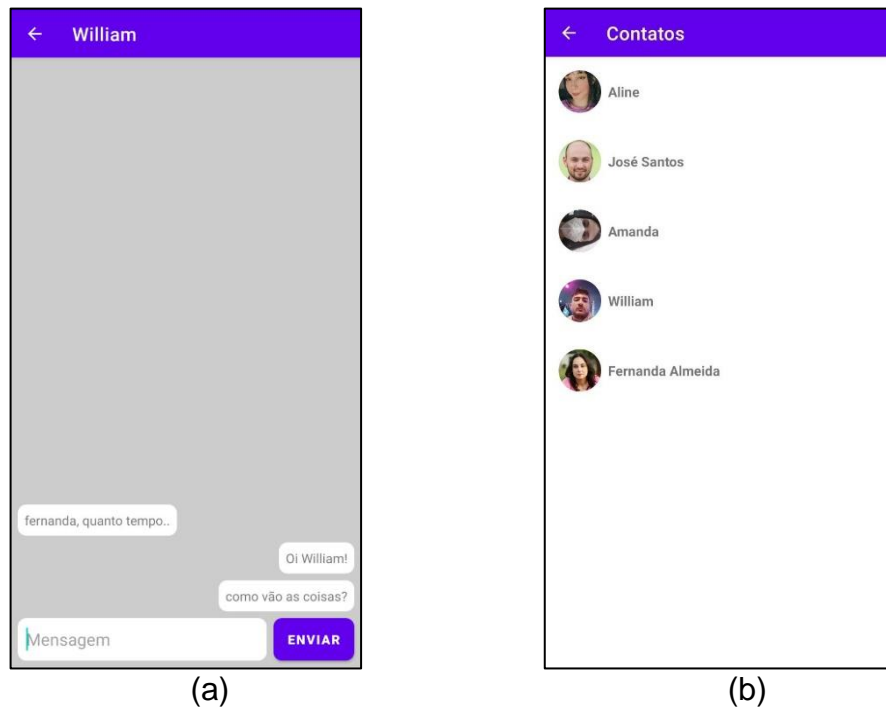 William
fernanda, quanto tempo..
Oi William!
como vão as coisas?
Mensagem
ENVIAR
(a)
Contatos
Aline
José Santos
Amanda
William
Fernanda Almeida
(b)